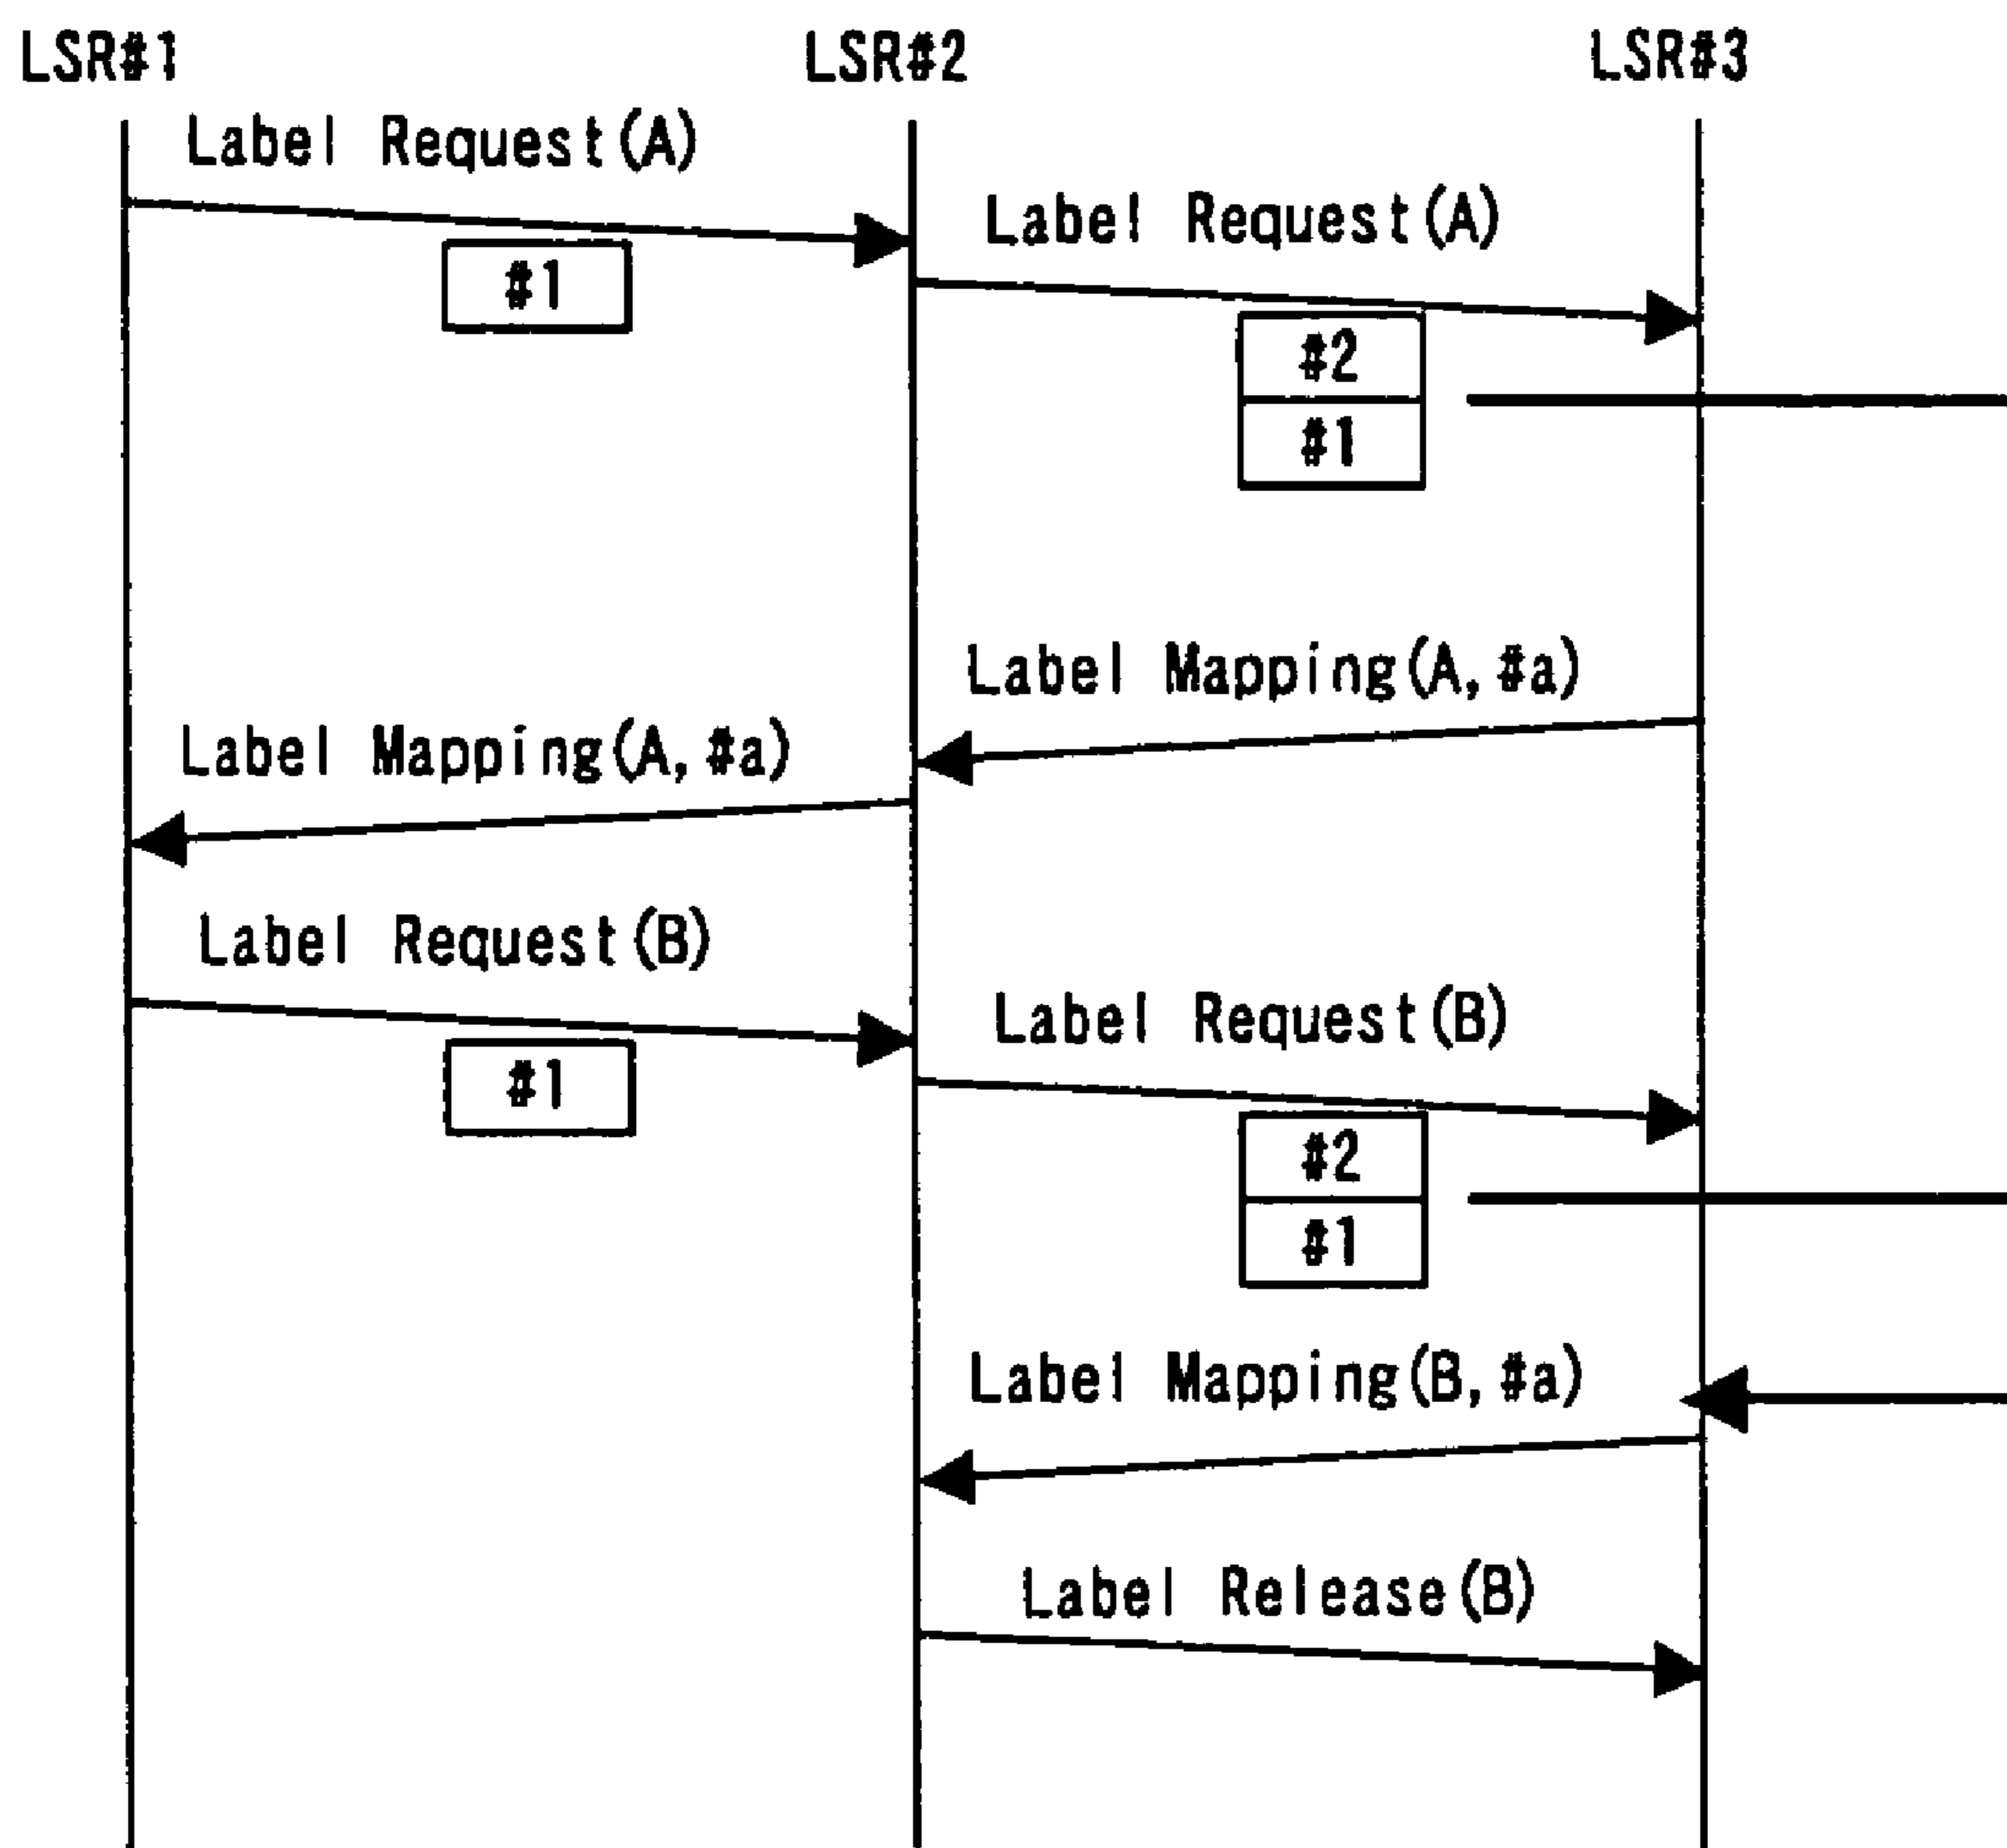 LSR#1 LSR#2 LSR#3
Label Request(A)
Label Request(A)
#1
#2
#1
Label Mapping(A,#a)
Label Mapping(A,#a)
Label Request(B)
Label Request(B)
#1
#2
#1
Label Mapping(B,#a)
Label Release(B)